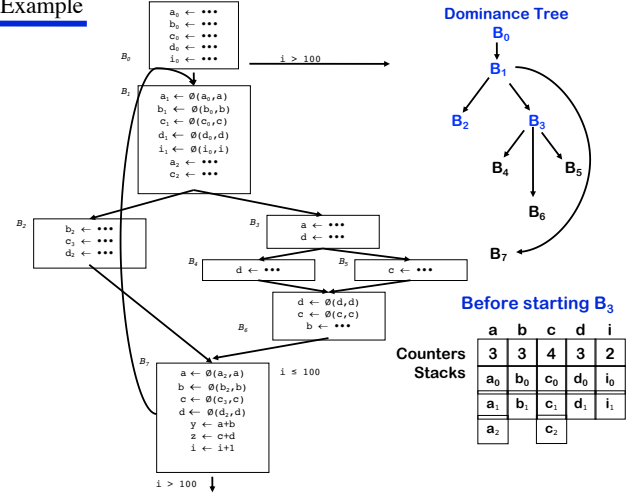 Example
B₀
a₀ ← •••
b₀ ← •••
c₀ ← •••
d₀ ← •••
i₀ ← •••
i > 100
B₁
a₁ ← Ø(a₀,a)
b₁ ← Ø(b₀,b)
c₁ ← Ø(c₀,c)
d₁ ← Ø(d₀,d)
i₁ ← Ø(i₀,i)
a₂ ← •••
c₂ ← •••
B₂
b₂ ← •••
c₃ ← •••
d₂ ← •••
B₃
a ← •••
d ← •••
B₄
d ← •••
B₅
c ← •••
B₆
d ← Ø(d,d)
c ← Ø(c,c)
b ← •••
B₇
a ← Ø(a₂,a)
b ← Ø(b₂,b)
c ← Ø(c₃,c)
d ← Ø(d₂,d)
y ← a+b
z ← c+d
i ← i+1
i ≤ 100
i > 100
Dominance Tree
B₀
B₁
B₂ B₃
B₄ B₅
B₆
B₇
Before starting B₃
a b c d i
Counters 3 3 4 3 2
Stacks a₀ b₀ c₀ d₀ i₀
a₁ b₁ c₁ d₁ i₁
a₂ c₂